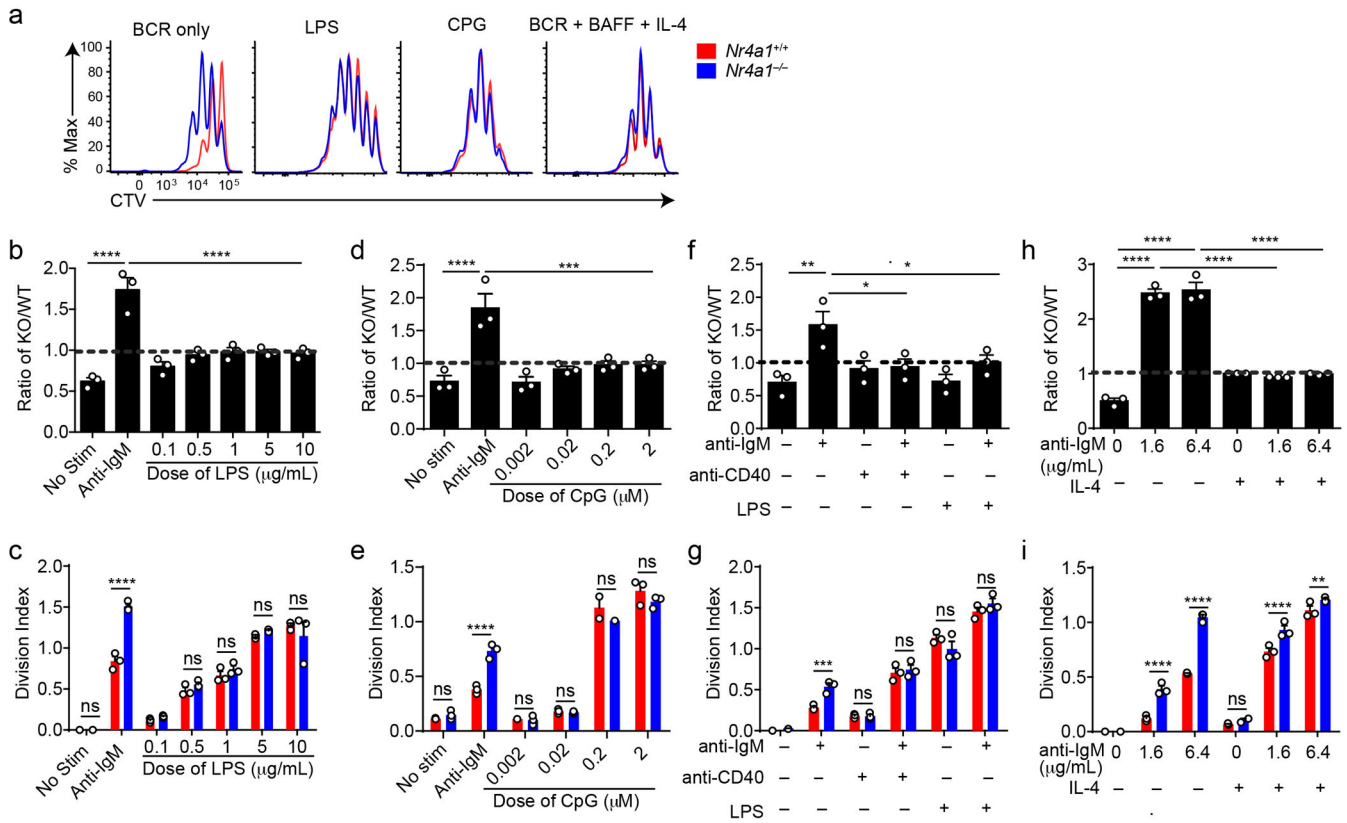 a
BCR only
LPS
CPG
BCR + BAFF + IL-4
Nr4a1+/+
Nr4a1–/–
% Max
100
80
60
40
20
0
0 10³ 10⁴ 10⁵
CTV
b
Ratio of KO/WT
2.0
1.5
1.0
0.5
0.0
**** ****
No Stim
Anti-IgM
0.1 0.5 1 5 10
Dose of LPS (µg/mL)
d
Ratio of KO/WT
2.5
2.0
1.5
1.0
0.5
0.0
**** ***
No Stim
Anti-IgM
0.002 0.02 0.2 2
Dose of CpG (µM)
f
Ratio of KO/WT
2.5
2.0
1.5
1.0
0.5
0.0
** * *
anti-IgM – + – + – +
anti-CD40 – – + + – –
LPS – – – – + +
h
Ratio of KO/WT
3
2
1
0
**** ****
**** ****
anti-IgM (µg/mL) 0 1.6 6.4 0 1.6 6.4
IL-4 – – – + + +
c
Division Index
2.0
1.5
1.0
0.5
0.0
ns **** ns ns ns ns
No Stim
Anti-IgM
0.1 0.5 1 5 10
Dose of LPS (µg/mL)
e
Division Index
1.5
1.0
0.5
0.0
ns **** ns ns ns ns
No Stim
Anti-IgM
0.002 0.02 0.2 2
Dose of CpG (µM)
g
Division Index
2.0
1.5
1.0
0.5
0.0
*** ns ns ns ns
anti-IgM – + – + – +
anti-CD40 – – + + – –
LPS – – – – + +
i
Division Index
1.5
1.0
0.5
0.0
**** **** ns **** **
anti-IgM (µg/mL) 0 1.6 6.4 0 1.6 6.4
IL-4 – – – + + +